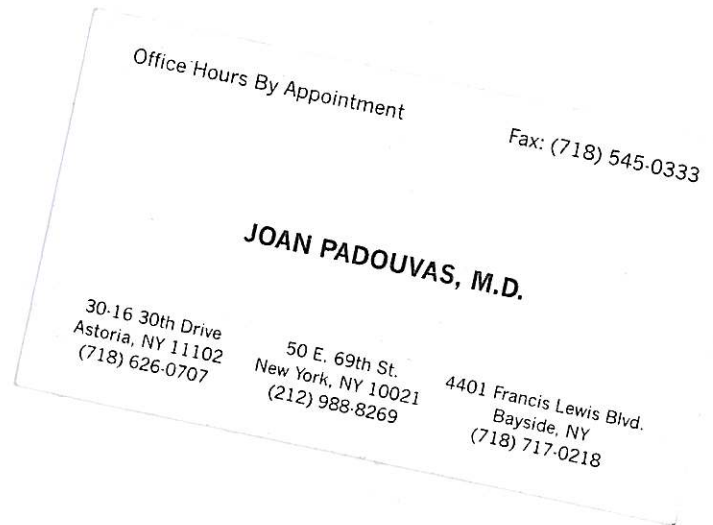 Office Hours By Appointment
Fax: (718) 545-0333
JOAN PADOUVAS, M.D.
30-16 30th Drive
Astoria, NY 11102
(718) 626-0707
50 E. 69th St.
New York, NY 10021
(212) 988-8269
4401 Francis Lewis Blvd.
Bayside, NY
(718) 717-0218